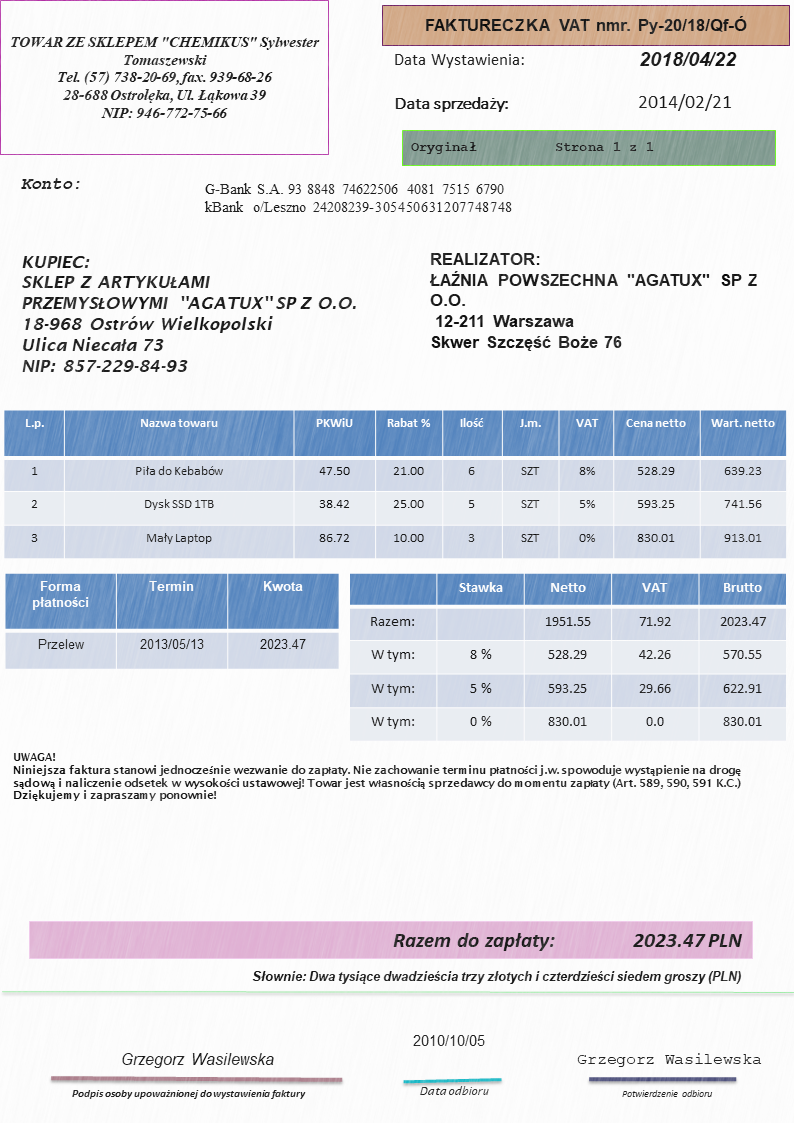 TOWAR ZE SKLEPEM "CHEMIKUS" Sylwester
Tomaszewski
Tel. (57) 738-20-69, fax. 939-68-26
28-688 Ostrołęka, Ul. Łąkowa 39
NIP: 946-772-75-66
FAKTURECZKA VAT nmr. Py-20/18/Qf-Ó
Data Wystawienia: 2018/04/22
Data sprzedaży: 2014/02/21
Oryginał Strona 1 z 1
Konto:
G-Bank S.A. 93 8848 74622506 4081 7515 6790
kBank o/Leszno 24208239-305450631207748748
KUPIEC:
SKLEP Z ARTYKUŁAMI
PRZEMYSŁOWYMI "AGATUX" SP Z O.O.
18-968 Ostrów Wielkopolski
Ulica Niecała 73
NIP: 857-229-84-93
REALIZATOR:
ŁAŹNIA POWSZECHNA "AGATUX" SP Z
O.O.
12-211 Warszawa
Skwer Szczęść Boże 76
L.p. Nazwa towaru PKWiU Rabat % Ilość J.m. VAT Cena netto Wart. netto
1 Piła do Kebabów 47.50 21.00 6 SZT 8% 528.29 639.23
2 Dysk SSD 1TB 38.42 25.00 5 SZT 5% 593.25 741.56
3 Mały Laptop 86.72 10.00 3 SZT 0% 830.01 913.01
Forma płatności Termin Kwota
Przelew 2013/05/13 2023.47
Stawka Netto VAT Brutto
Razem: 1951.55 71.92 2023.47
W tym: 8 % 528.29 42.26 570.55
W tym: 5 % 593.25 29.66 622.91
W tym: 0 % 830.01 0.0 830.01
UWAGA!
Niniejsza faktura stanowi jednocześnie wezwanie do zapłaty. Nie zachowanie terminu płatności j.w. spowoduje wystąpienie na drogę
sądową i naliczenie odsetek w wysokości ustawowej! Towar jest własnością sprzedawcy do momentu zapłaty (Art. 589, 590, 591 K.C.)
Dziękujemy i zapraszamy ponownie!
Razem do zapłaty: 2023.47 PLN
Słownie: Dwa tysiące dwadzieścia trzy złotych i czterdzieści siedem groszy (PLN)
Grzegorz Wasilewska
Podpis osoby upoważnionej do wystawienia faktury
2010/10/05
Data odbioru
Grzegorz Wasilewska
Potwierdzenie odbioru